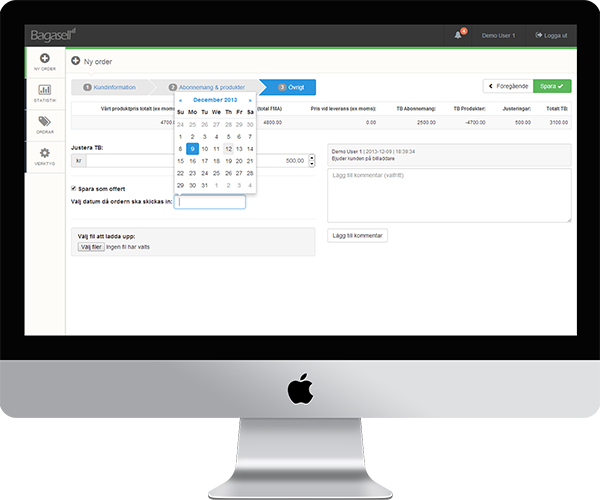 Bagasell
4
Demo User 1
Logga ut
NY ORDER
STATISTIK
ORDRAR
VERKTYG
Ny order
1 Kundinformation
2 Abonnemang & produkter
3 Övrigt
Föregående
Spara
Vårt produktpris totalt (ex moms):
(total FMA)
Pris vid leverans (ex moms):
TB Abonnemang:
TB Produkter:
Justeringar:
Totalt TB:
4700.
4800.00
0.00
2500.00
-4700.00
500.00
3100.00
« December 2013 »
Su Mo Tu We Th Fr Sa
24 25 26 27 28 29 30
1 2 3 4 5 6 7
8 9 10 11 12 13 14
15 16 17 18 19 20 21
22 23 24 25 26 27 28
29 30 31 1 2 3 4
Justera TB:
kr
500,00
Spara som offert
Välj datum då ordern ska skickas in:
Välj fil att ladda upp:
Välj filer Ingen fil har valts
Demo User 1 | 2013-12-09 | 18:39:34
Bjuder kunden på billaddare
Lägg till kommentar (valfritt)
Lägg till kommentar